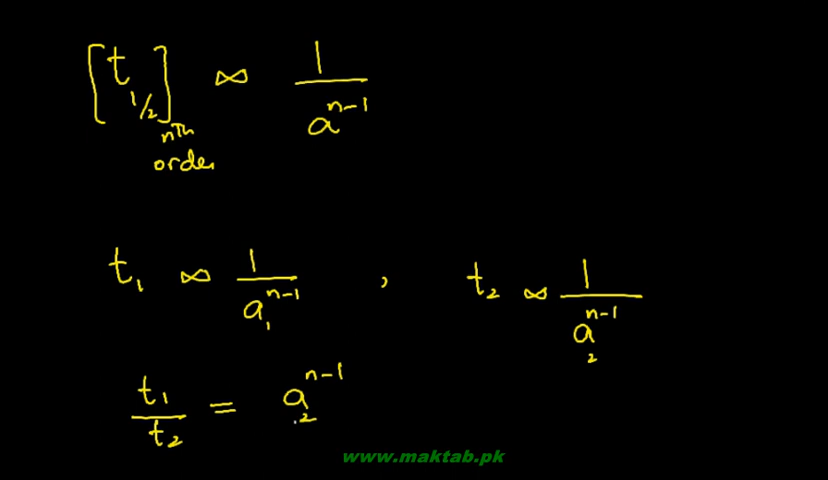 [t 1/2] nth order ∞ 1 / a^(n-1)
t₁ ∞ 1 / a₁^(n-1) , t₂ ∞ 1 / a₂^(n-1)
t₁ / t₂ = a₂^(n-1)
www.maktab.pk